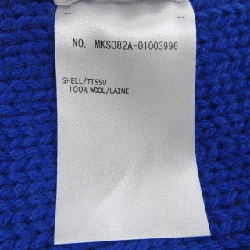 NO. MKS082A-01003996
SHELL/TISSU
100% WOOL/LAINE